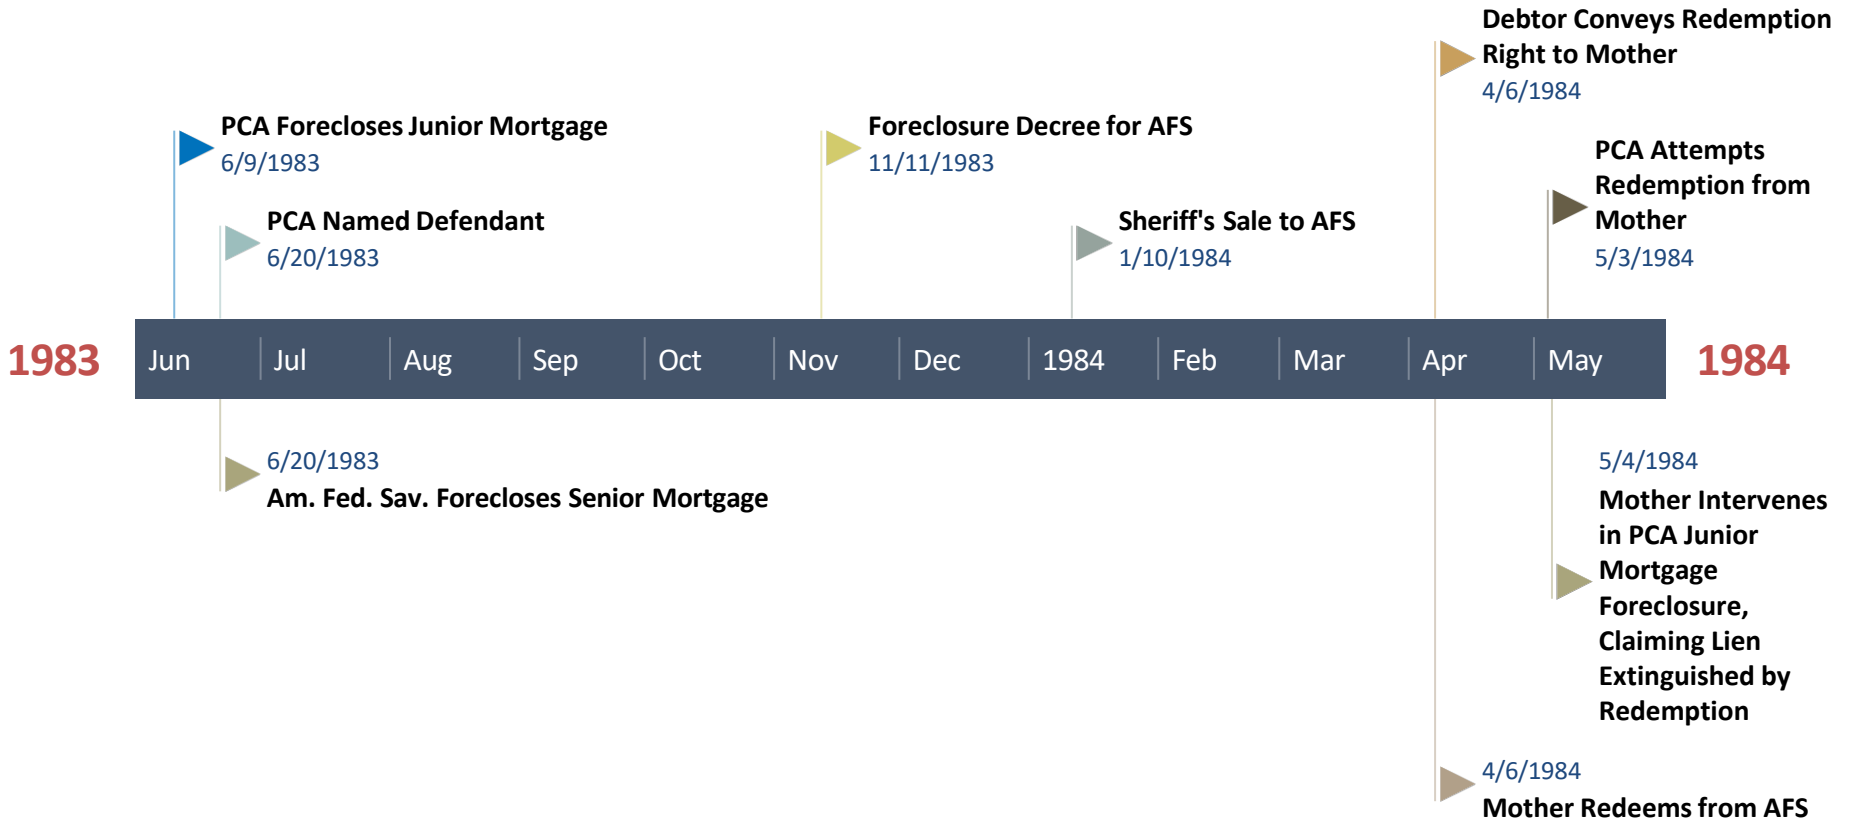 Debtor Conveys Redemption
Right to Mother
4/6/1984
PCA Forecloses Junior Mortgage
6/9/1983
Foreclosure Decree for AFS
11/11/1983
PCA Attempts
Redemption from
Mother
5/3/1984
PCA Named Defendant
6/20/1983
Sheriff's Sale to AFS
1/10/1984
1983
Jun
Jul
Aug
Sep
Oct
Nov
Dec
1984
Feb
Mar
Apr
May
1984
6/20/1983
Am. Fed. Sav. Forecloses Senior Mortgage
5/4/1984
Mother Intervenes
in PCA Junior
Mortgage
Foreclosure,
Claiming Lien
Extinguished by
Redemption
4/6/1984
Mother Redeems from AFS